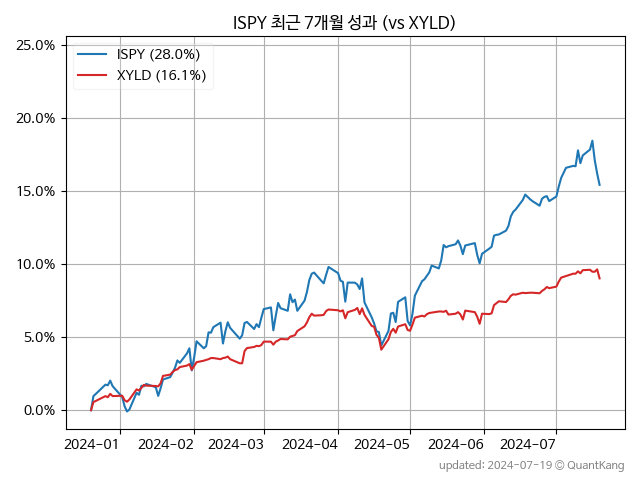 ISPY 최근 7개월 성과 (vs XYLD)
25.0%
20.0%
15.0%
10.0%
5.0%
0.0%
ISPY (28.0%)
XYLD (16.1%)
2024−01 2024−02 2024−03 2024−04 2024−05 2024−06 2024−07
updated: 2024-07-19 © QuantKang